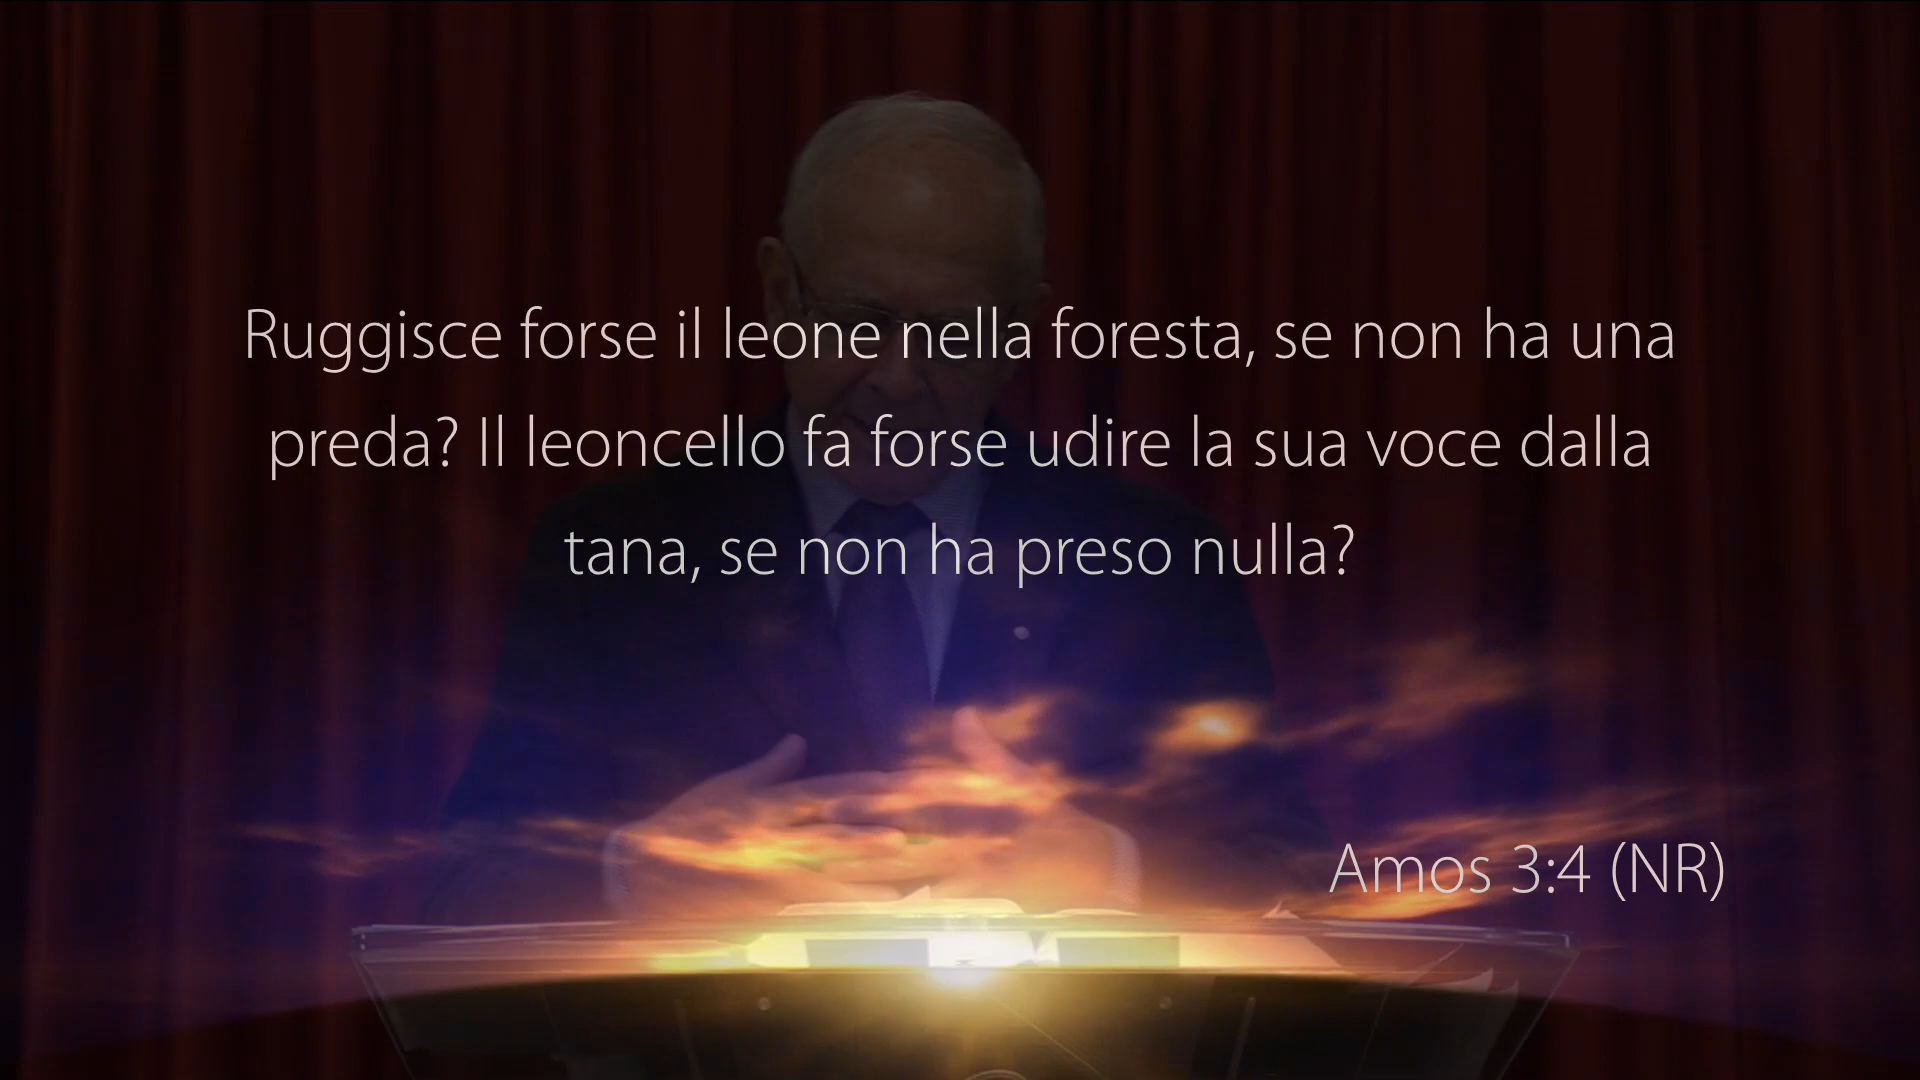 Ruggisce forse il leone nella foresta, se non ha una
preda? Il leoncello fa forse udire la sua voce dalla
tana, se non ha preso nulla?
Amos 3:4 (NR)